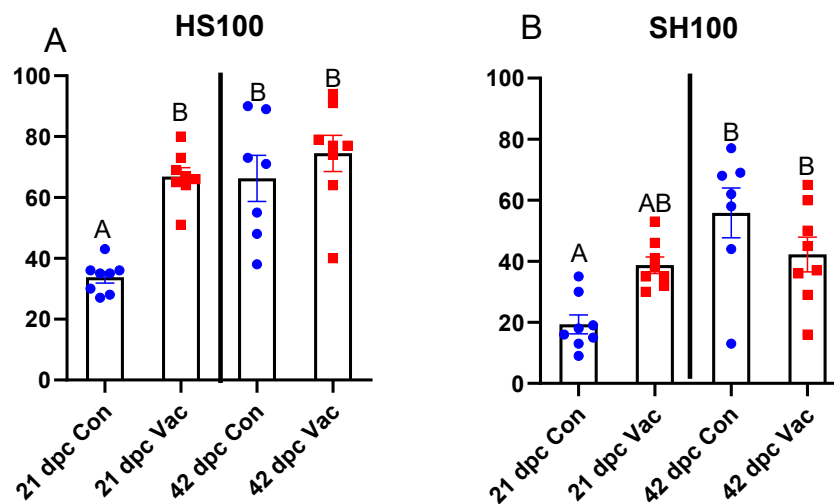 A
HS100
100
80
60
40
20
0
A
B
B
B
21 dpc Con
21 dpc Vac
42 dpc Con
42 dpc Vac
B
SH100
100
80
60
40
20
0
A
AB
B
B
21 dpc Con
21 dpc Vac
42 dpc Con
42 dpc Vac